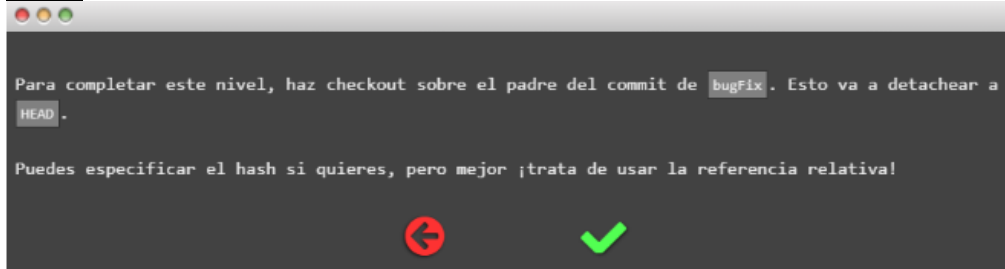 Para completar este nivel, haz checkout sobre el padre del commit de bugFix. Esto va a detachear a
HEAD.
Puedes especificar el hash si quieres, pero mejor ¡trata de usar la referencia relativa!